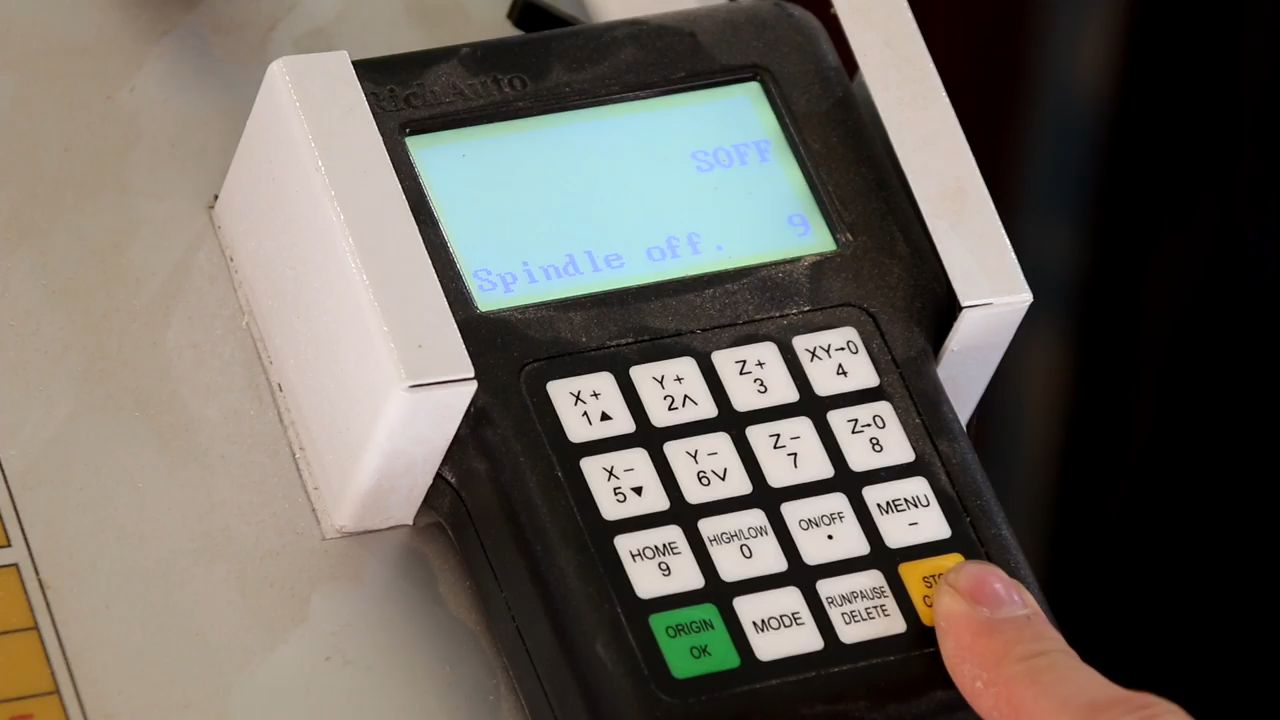 RichAuto
SOFF
9
Spindle off.
X+
1▲
Y+
2∧
Z+
3
XY→0
4
X−
5▼
Y−
6∨
Z−
7
Z→0
8
HOME
9
HIGH/LOW
0
ON/OFF
•
MENU
−
ORIGIN
OK
MODE
RUN/PAUSE
DELETE